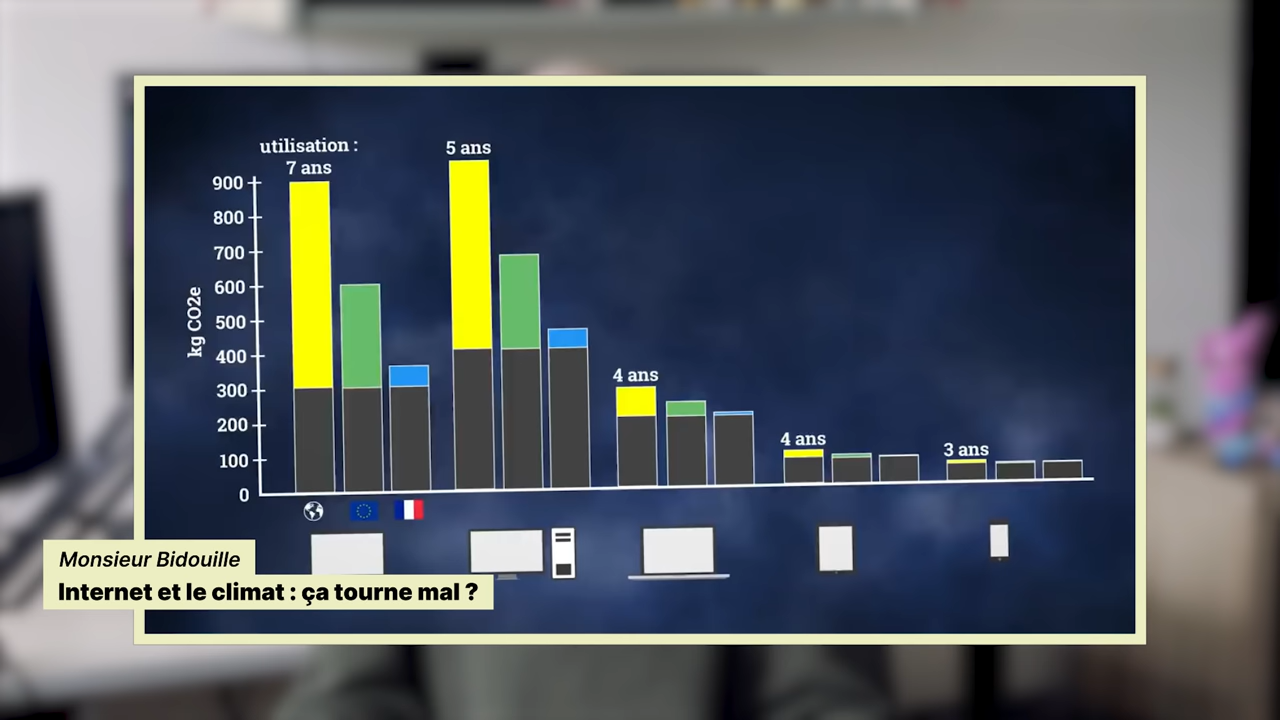 utilisation :
7 ans
5 ans
900
800
700
600
500
400
300
200
100
0
kg CO2e
4 ans
4 ans
3 ans
Monsieur Bidouille
Internet et le climat : ça tourne mal ?